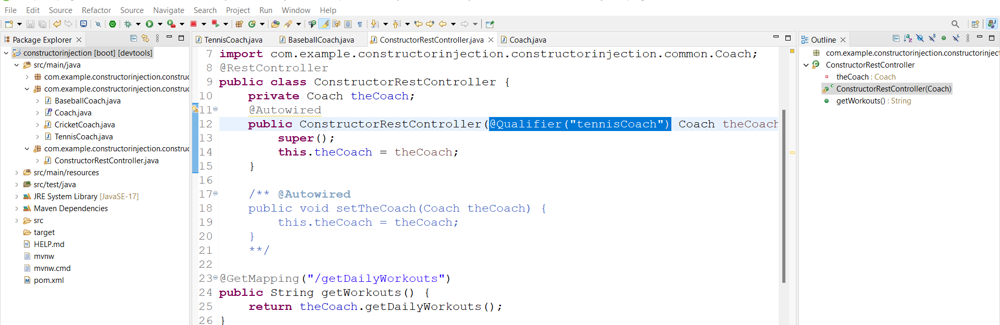 File Edit Source Refactor Source Navigate Search Project Run Window Help
Package Explorer
constructorinjection [boot] [devtools]
src/main/java
com.example.constructorinjection.construc
com.example.constructorinjection.construc
BaseballCoach.java
Coach.java
CricketCoach.java
TennisCoach.java
com.example.constructorinjection.construc
ConstructorRestController.java
src/main/resources
src/test/java
JRE System Library [JavaSE-17]
Maven Dependencies
src
target
HELP.md
mvnw
mvnw.cmd
pom.xml
TennisCoach.java BaseballCoach.java ConstructorRestController.java Coach.java
7 import com.example.constructorinjection.constructorinjection.common.Coach;
8 @RestController
9 public class ConstructorRestController {
10 private Coach theCoach;
11 @Autowired
12 public ConstructorRestController(@Qualifier("tennisCoach") Coach theCoach
13 super();
14 this.theCoach = theCoach;
15 }
16
17 /** @Autowired
18 public void setTheCoach(Coach theCoach) {
19 this.theCoach = theCoach;
20 }
21 **/
22
23 @GetMapping("/getDailyWorkouts")
24 public String getWorkouts() {
25 return theCoach.getDailyWorkouts();
26 }
Outline
com.example.constructorinjection.constructorinject
ConstructorRestController
theCoach : Coach
ConstructorRestController(Coach)
getWorkouts() : String